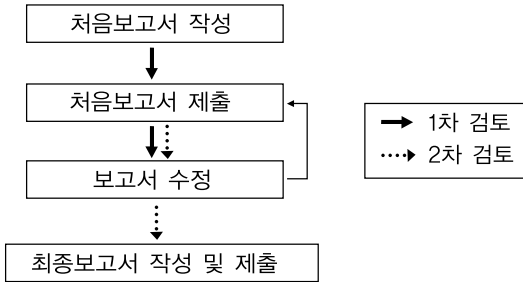 처음보고서 작성
처음보고서 제출
1차 검토
2차 검토
보고서 수정
최종보고서 작성 및 제출